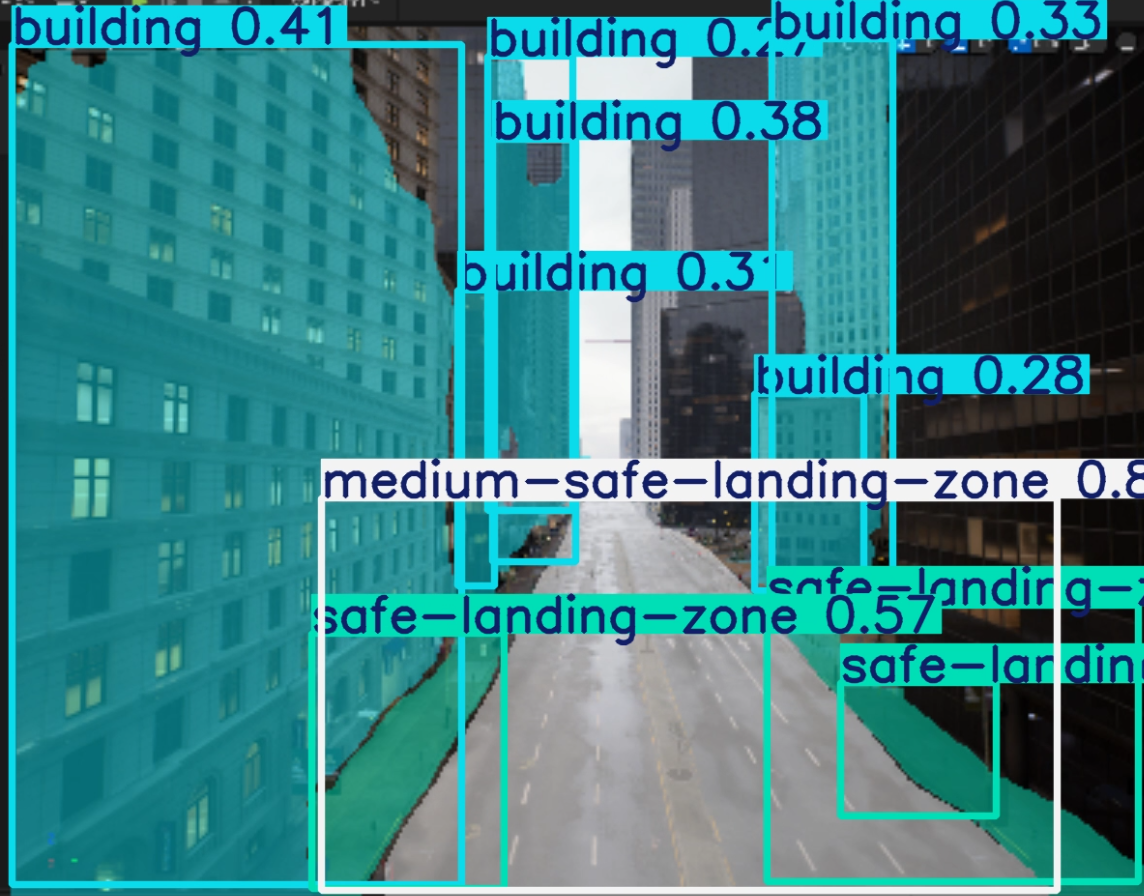 building 0.41
building 0.27
building 0.33
building 0.38
building 0.31
building 0.28
medium-safe-landing-zone 0.8
safe-landing-z
safe-landing-zone 0.57
safe-landin